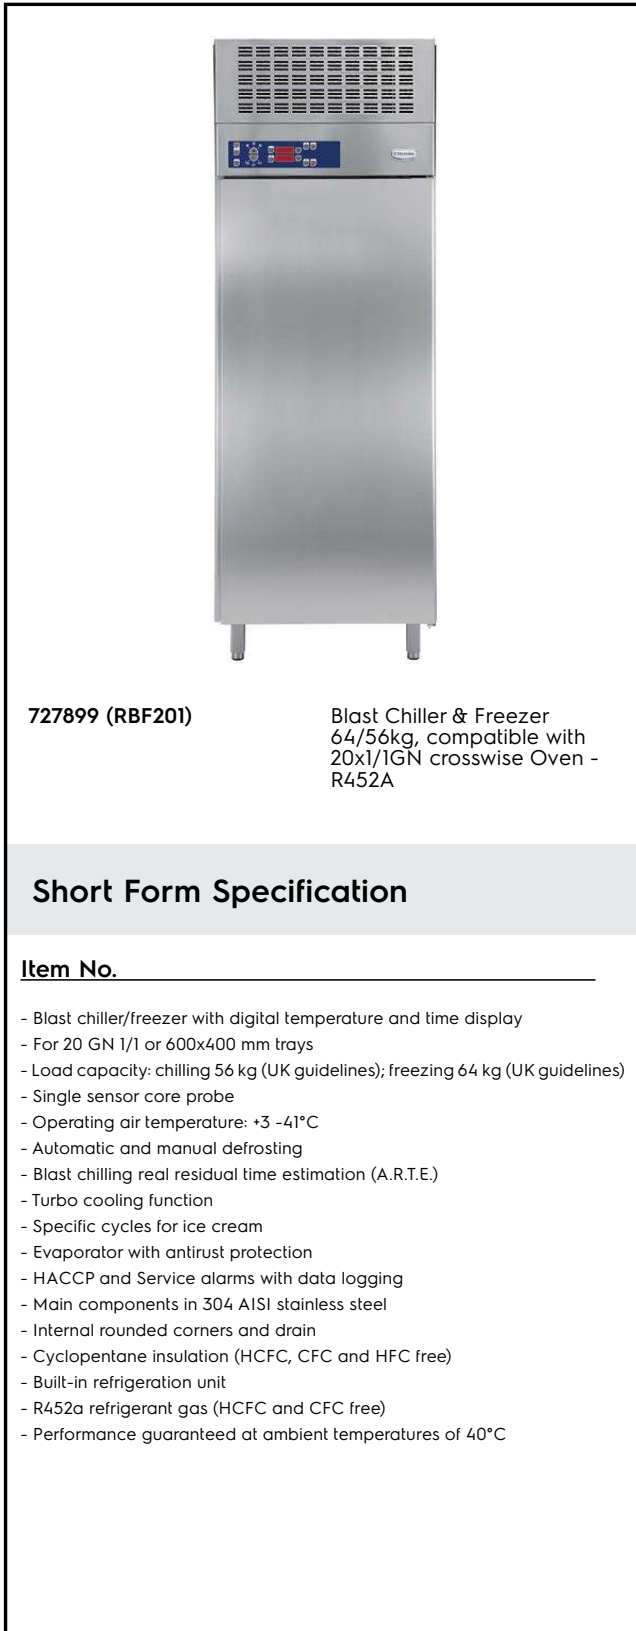 727899 (RBF201)
Blast Chiller & Freezer
64/56kg, compatible with
20x1/1GN crosswise Oven -
R452A
Short Form Specification
Item No.
- Blast chiller/freezer with digital temperature and time display
- For 20 GN 1/1 or 600x400 mm trays
- Load capacity: chilling 56 kg (UK guidelines); freezing 64 kg (UK guidelines)
- Single sensor core probe
- Operating air temperature: +3 -41°C
- Automatic and manual defrosting
- Blast chilling real residual time estimation (A.R.T.E.)
- Turbo cooling function
- Specific cycles for ice cream
- Evaporator with antirust protection
- HACCP and Service alarms with data logging
- Main components in 304 AISI stainless steel
- Internal rounded corners and drain
- Cyclopentane insulation (HCFC, CFC and HFC free)
- Built-in refrigeration unit
- R452a refrigerant gas (HCFC and CFC free)
- Performance guaranteed at ambient temperatures of 40°C